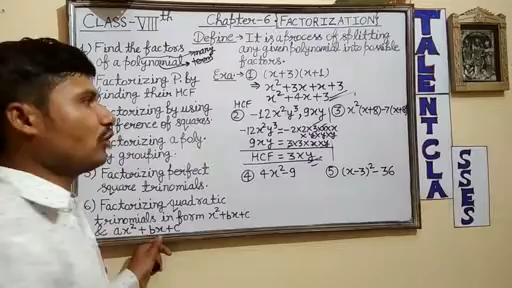 CLASS-VIIIth
Chapter-6 {FACTORIZATION}
1) Find the factors
of a polynomial → many terms
Factorizing P. by
finding their HCF
Factorizing by using
difference of squares
Factorizing a poly
by grouping.
5) Factorizing perfect
square trinomials.
6) Factorizing quadratic
trinomials in form x²+bx+c
& ax²+bx+c
Define → It is a process of splitting
any given polynomial into possible
factors.
Exa:→ ① (x+3)(x+1)
⇒ x²+3x+x+3
x²+4x+3
HCF
② -12x²y³, 9xy
-12x²y³ = -2×2×3×x×x
×y×y×y
9xy = 3×3×x×y
HCF = 3xy
③ x²(x+8)-7(x+8)
④ 4x²-9
⑤ (x-3)²-36
TALENT
CLA
SSES